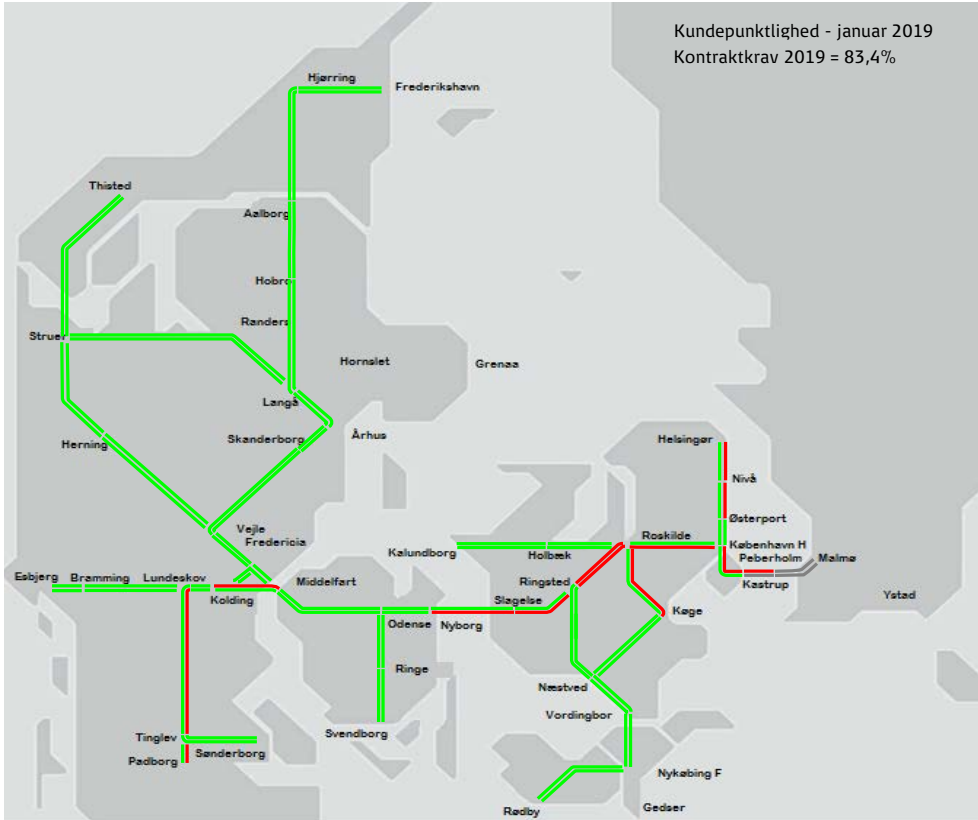 Kundepunktlighed - januar 2019
Kontraktkrav 2019 = 83,4%
Hjørring
Frederikshavn
Thisted
Aalborg
Hobro
Randers
Struer
Hornslet
Grenaa
Langå
Århus
Skanderborg
Herning
Helsingør
Nivå
Østerport
Vejle
Fredericia
Roskilde
København H
Kalundborg
Holbæk
Peberholm
Malmø
Esbjerg
Bramming
Lundeskov
Middelfart
Ringsted
Kastrup
Kolding
Slagelse
Ystad
Odense
Nyborg
Køge
Ringe
Næstved
Vordingbor
Svendborg
Tinglev
Sønderborg
Padborg
Nykøbing F
Rødby
Gedser